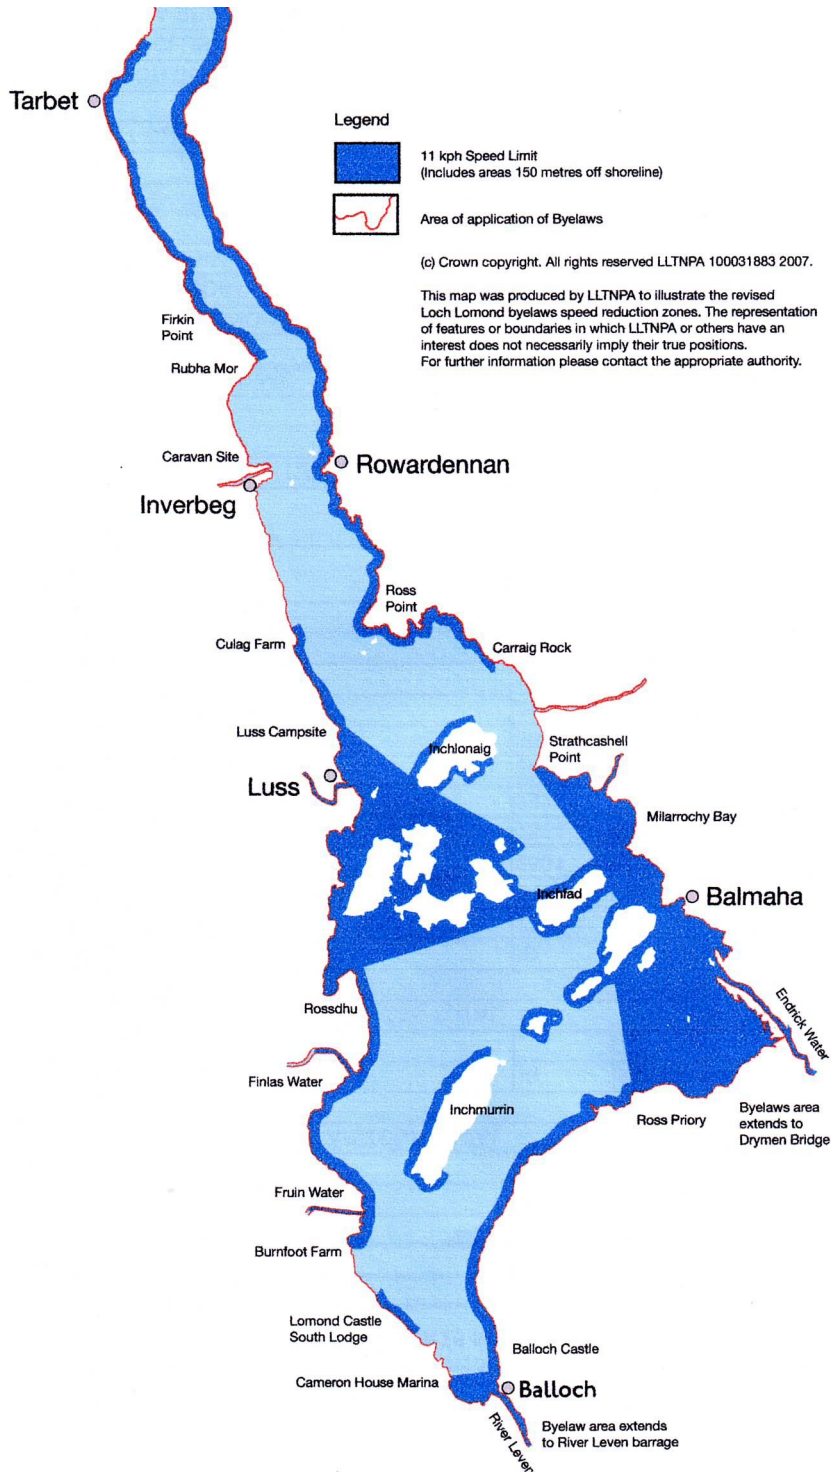 Tarbet
Legend
11 kph Speed Limit
(Includes areas 150 metres off shoreline)
Area of application of Byelaws
(c) Crown copyright. All rights reserved LLTNPA 100031883 2007.
This map was produced by LLTNPA to illustrate the revised
Loch Lomond byelaws speed reduction zones. The representation
of features or boundaries in which LLTNPA or others have an
interest does not necessarily imply their true positions.
For further information please contact the appropriate authority.
Firkin
Point
Rubha Mor
Caravan Site
Rowardennan
Inverbeg
Ross
Point
Culag Farm
Carraig Rock
Luss Campsite
Inchlonaig
Strathcashell
Point
Luss
Milarrochy Bay
Inchfad
Balmaha
Rossdhu
Endrick Water
Finlas Water
Inchmurrin
Ross Priory
Byelaws area
extends to
Drymen Bridge
Fruin Water
Burnfoot Farm
Lomond Castle
South Lodge
Balloch Castle
Cameron House Marina
Balloch
River Leven
Byelaw area extends
to River Leven barrage